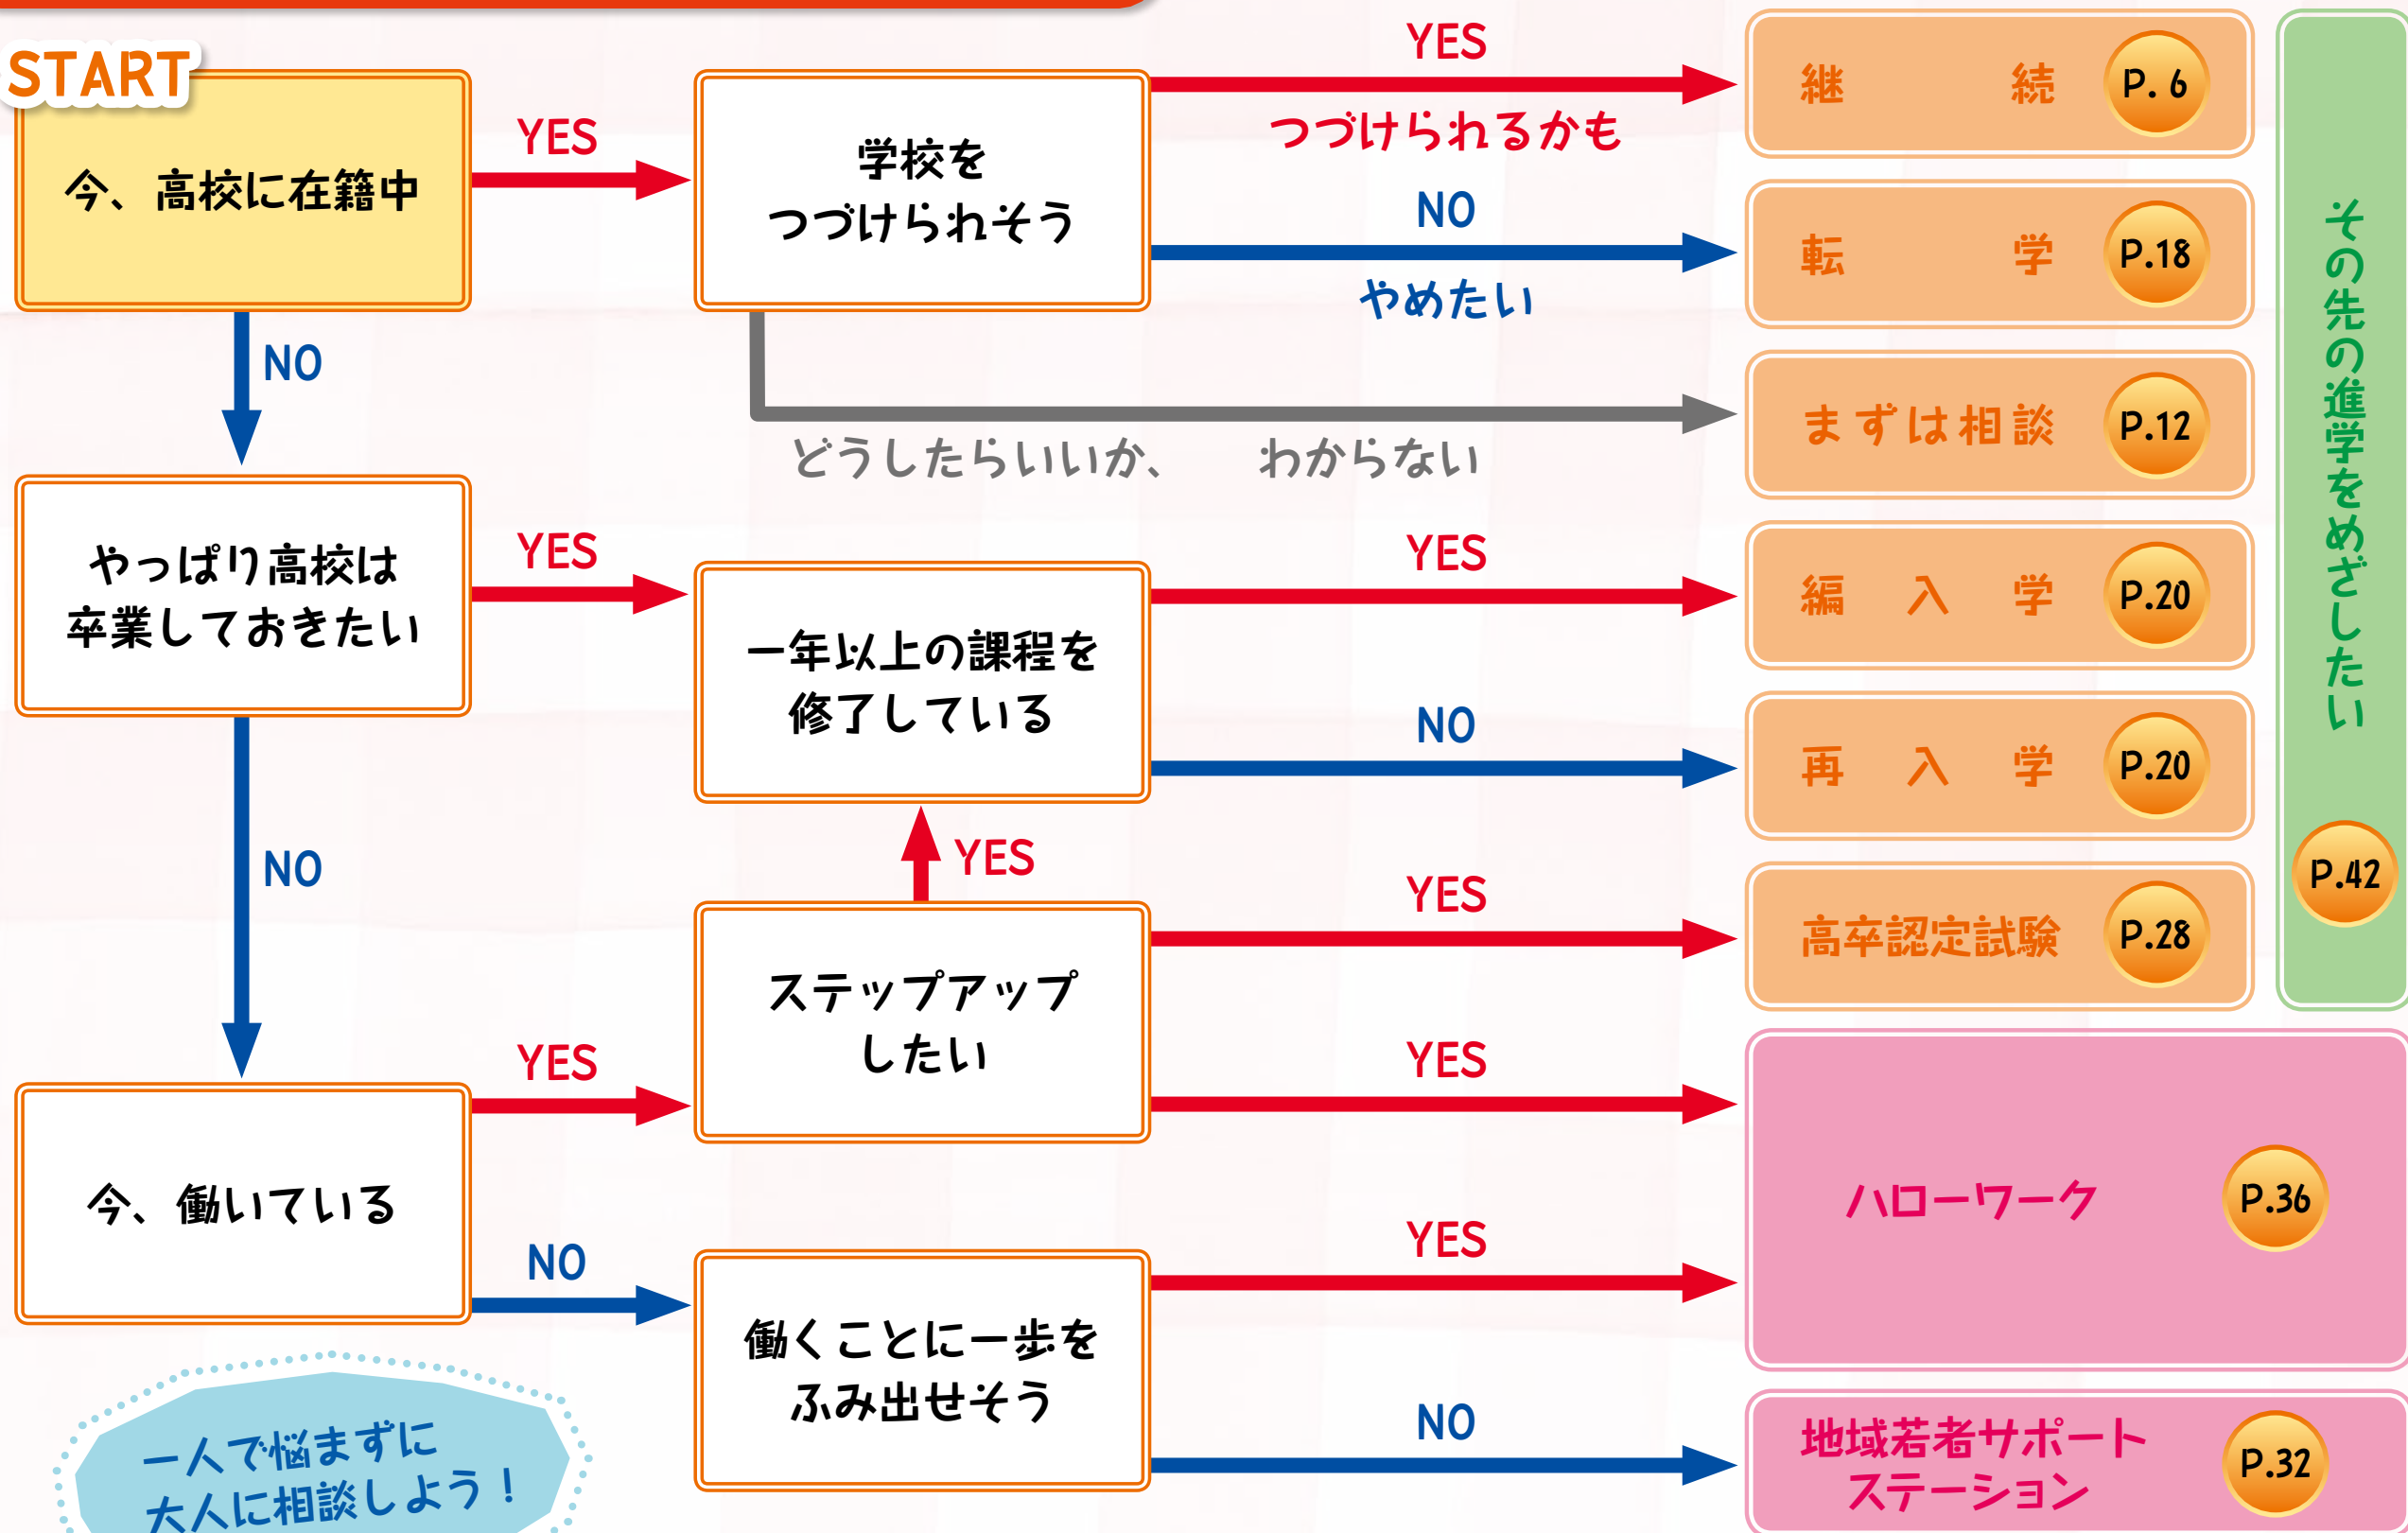 START
今、高校に在籍中
YES
NO
学校を
つづけられそう
YES
つづけられるかも
NO
やめたい
どうしたらいいか、 わからない
継続 P. 6
転学 P.18
まずは相談 P.12
やっぱり高校は
卒業しておきたい
YES
NO
一年以上の課程を
修了している
YES
NO
編入学 P.20
再入学 P.20
YES
ステップアップ
したい
YES
YES
高卒認定試験 P.28
今、働いている
YES
NO
働くことに一歩を
ふみ出せそう
YES
NO
ハローワーク P.36
地域若者サポート
ステーション
P.32
その先の進学をめざしたい
P.42
一人で悩まずに
大人に相談しよう!